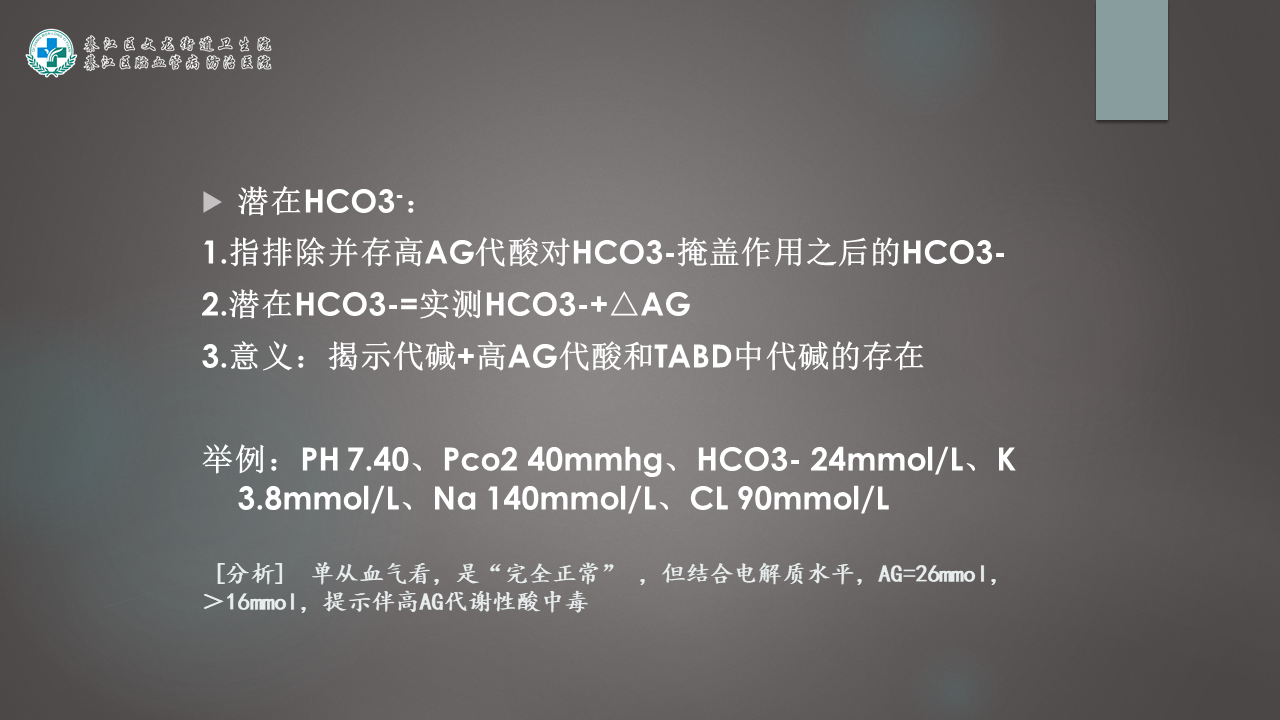 綦江区文龙街道卫生院
綦江区脑血管病防治医院
潜在HCO3-：
1.指排除并存高AG代酸对HCO3-掩盖作用之后的HCO3-
2.潜在HCO3-=实测HCO3-+△AG
3.意义：揭示代碱+高AG代酸和TABD中代碱的存在
举例：PH 7.40、Pco2 40mmhg、HCO3- 24mmol/L、K
3.8mmol/L、Na 140mmol/L、CL 90mmol/L
[分析] 单从血气看，是“完全正常”，但结合电解质水平，AG=26mmol，
＞16mmol，提示伴高AG代谢性酸中毒